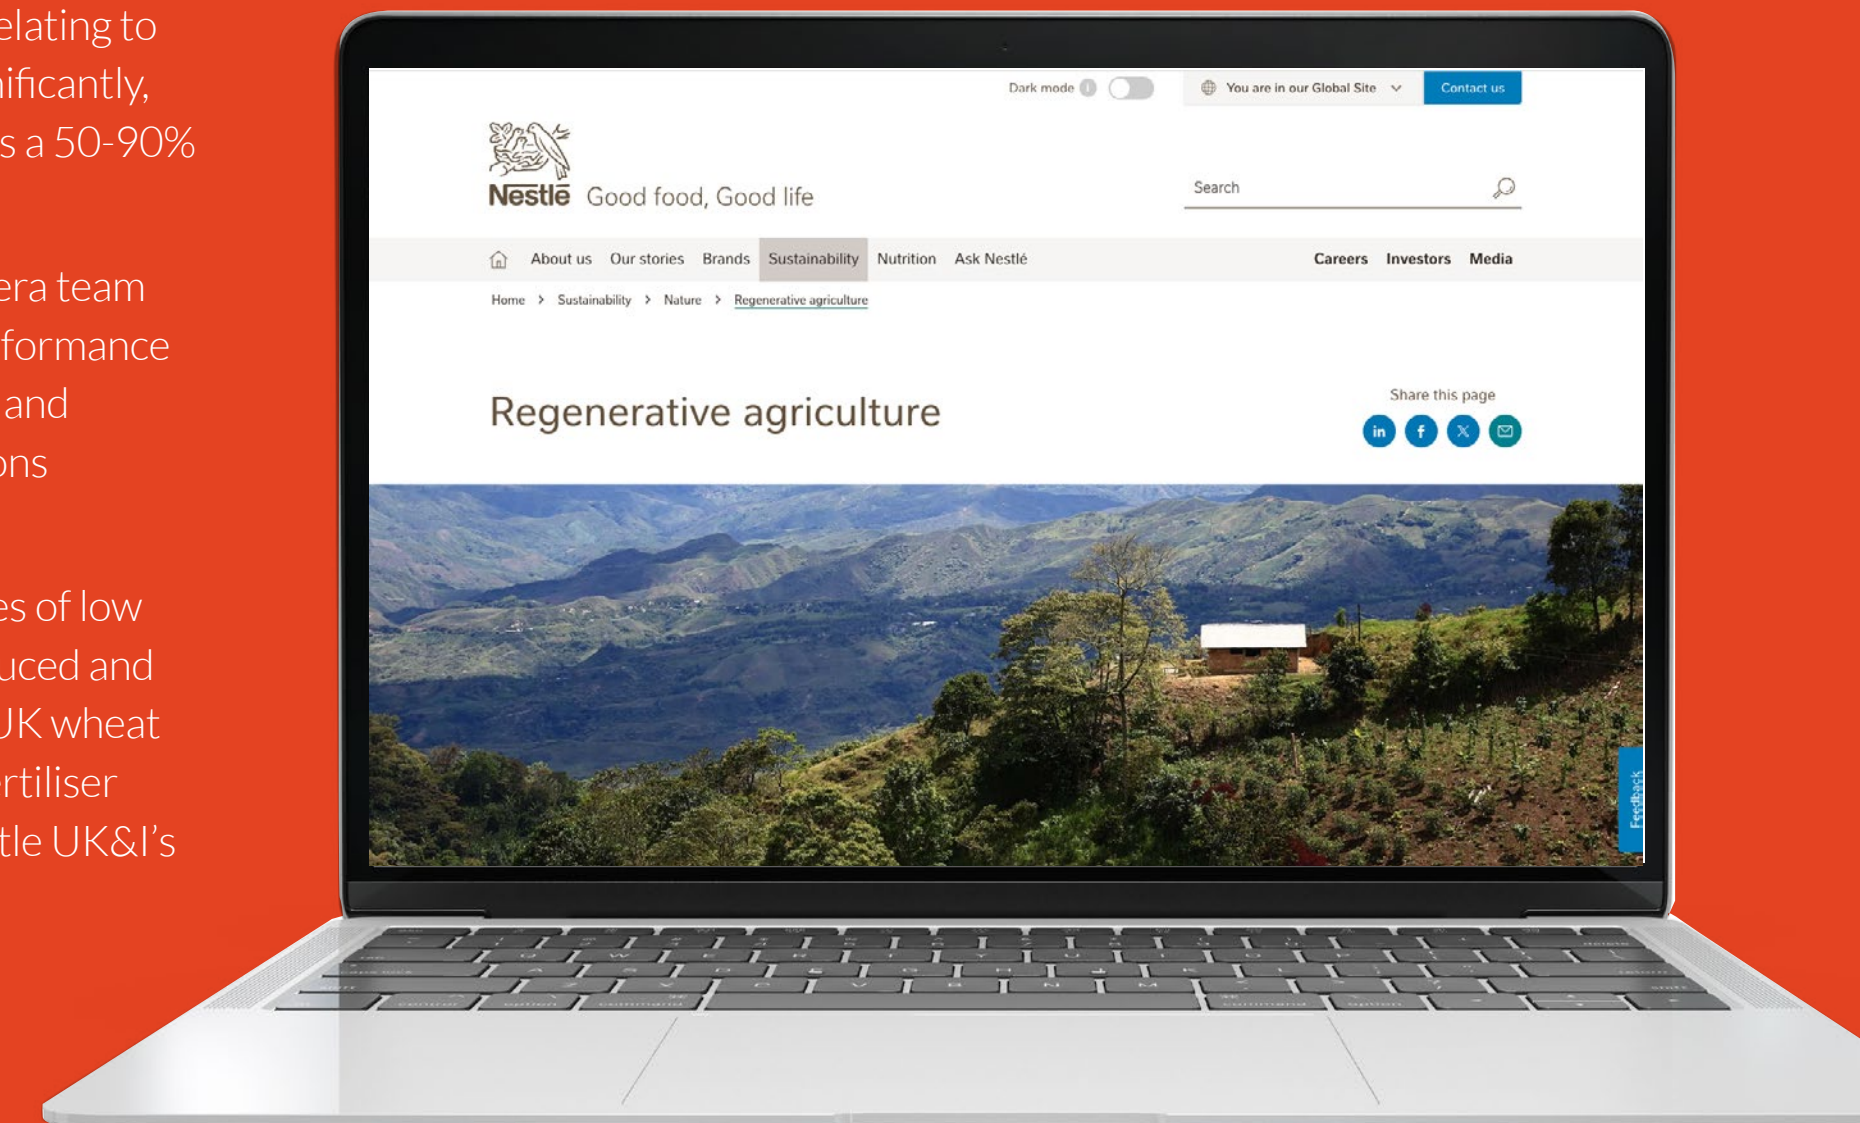 elating to
nificantly,
s a 50-90%
era team
formance
and
ons
es of low
uced and
UK wheat
ertiliser
tle UK&I's
Dark mode
You are in our Global Site
Contact us
Nestlé Good food, Good life
Search
About us Our stories Brands Sustainability Nutrition Ask Nestlé Careers Investors Media
Home > Sustainability > Nature > Regenerative agriculture
Regenerative agriculture
Share this page
in f X
Feedback